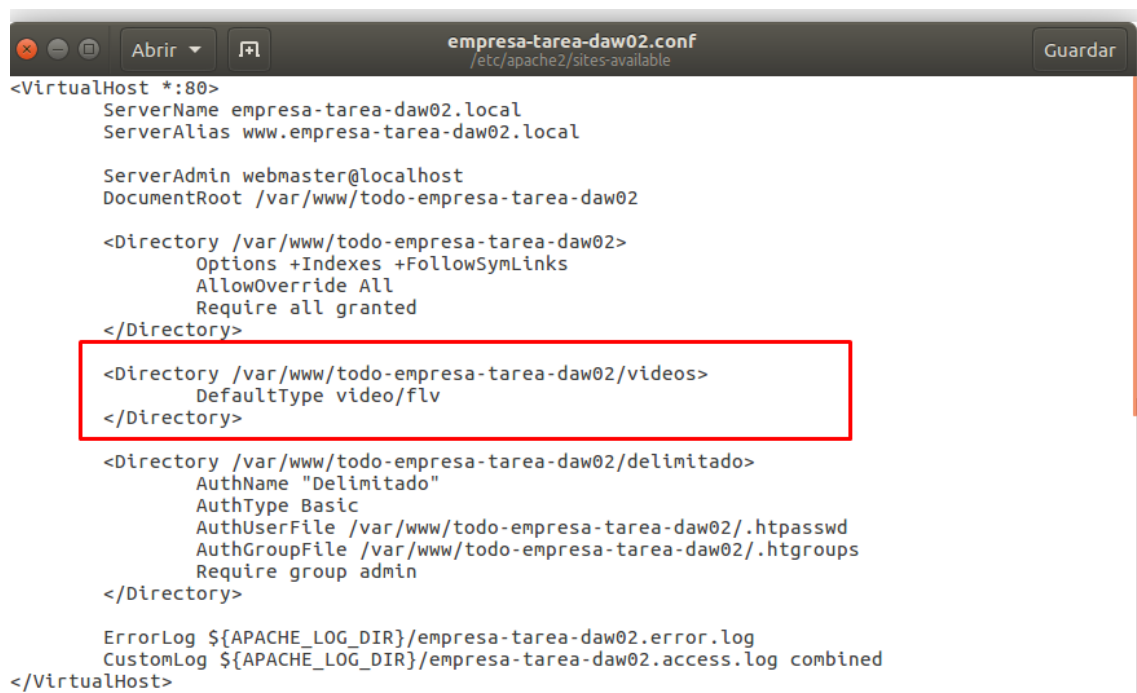 Abrir
empresa-tarea-daw02.conf
/etc/apache2/sites-available
Guardar
<VirtualHost *:80>
        ServerName empresa-tarea-daw02.local
        ServerAlias www.empresa-tarea-daw02.local

        ServerAdmin webmaster@localhost
        DocumentRoot /var/www/todo-empresa-tarea-daw02

        <Directory /var/www/todo-empresa-tarea-daw02>
                Options +Indexes +FollowSymLinks
                AllowOverride All
                Require all granted
        </Directory>

        <Directory /var/www/todo-empresa-tarea-daw02/videos>
                DefaultType video/flv
        </Directory>

        <Directory /var/www/todo-empresa-tarea-daw02/delimitado>
                AuthName "Delimitado"
                AuthType Basic
                AuthUserFile /var/www/todo-empresa-tarea-daw02/.htpasswd
                AuthGroupFile /var/www/todo-empresa-tarea-daw02/.htgroups
                Require group admin
        </Directory>

        ErrorLog ${APACHE_LOG_DIR}/empresa-tarea-daw02.error.log
        CustomLog ${APACHE_LOG_DIR}/empresa-tarea-daw02.access.log combined
</VirtualHost>